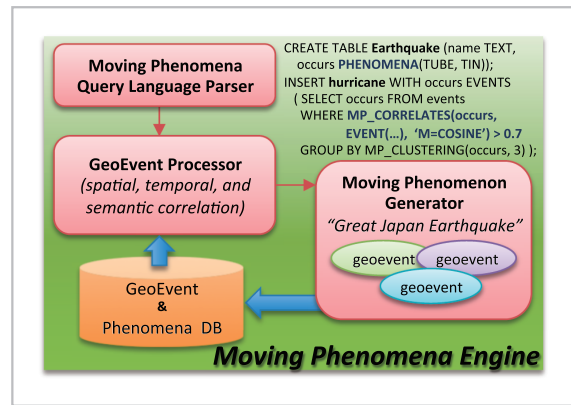 Moving Phenomena
Query Language Parser
CREATE TABLE Earthquake (name TEXT,
occurs PHENOMENA(TUBE, TIN));
INSERT hurricane WITH occurs EVENTS
( SELECT occurs FROM events
WHERE MP_CORRELATES(occurs,
EVENT(...), ‘M=COSINE’) > 0.7
GROUP BY MP_CLUSTERING(occurs, 3) );
GeoEvent Processor
(spatial, temporal, and
semantic correlation)
Moving Phenomenon
Generator
“Great Japan Earthquake”
geoevent
geoevent
geoevent
GeoEvent
&
Phenomena DB
Moving Phenomena Engine